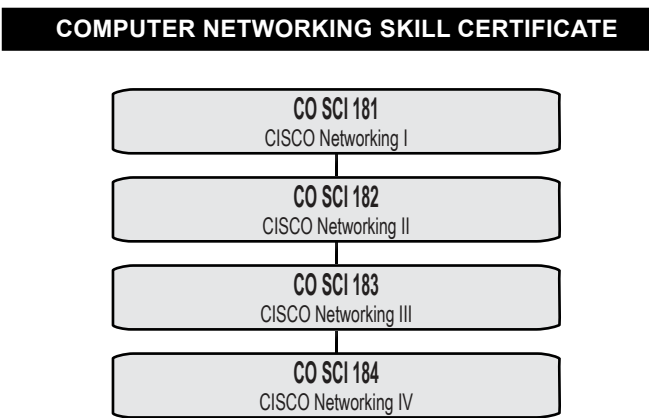 COMPUTER NETWORKING SKILL CERTIFICATE
CO SCI 181
CISCO Networking I
CO SCI 182
CISCO Networking II
CO SCI 183
CISCO Networking III
CO SCI 184
CISCO Networking IV